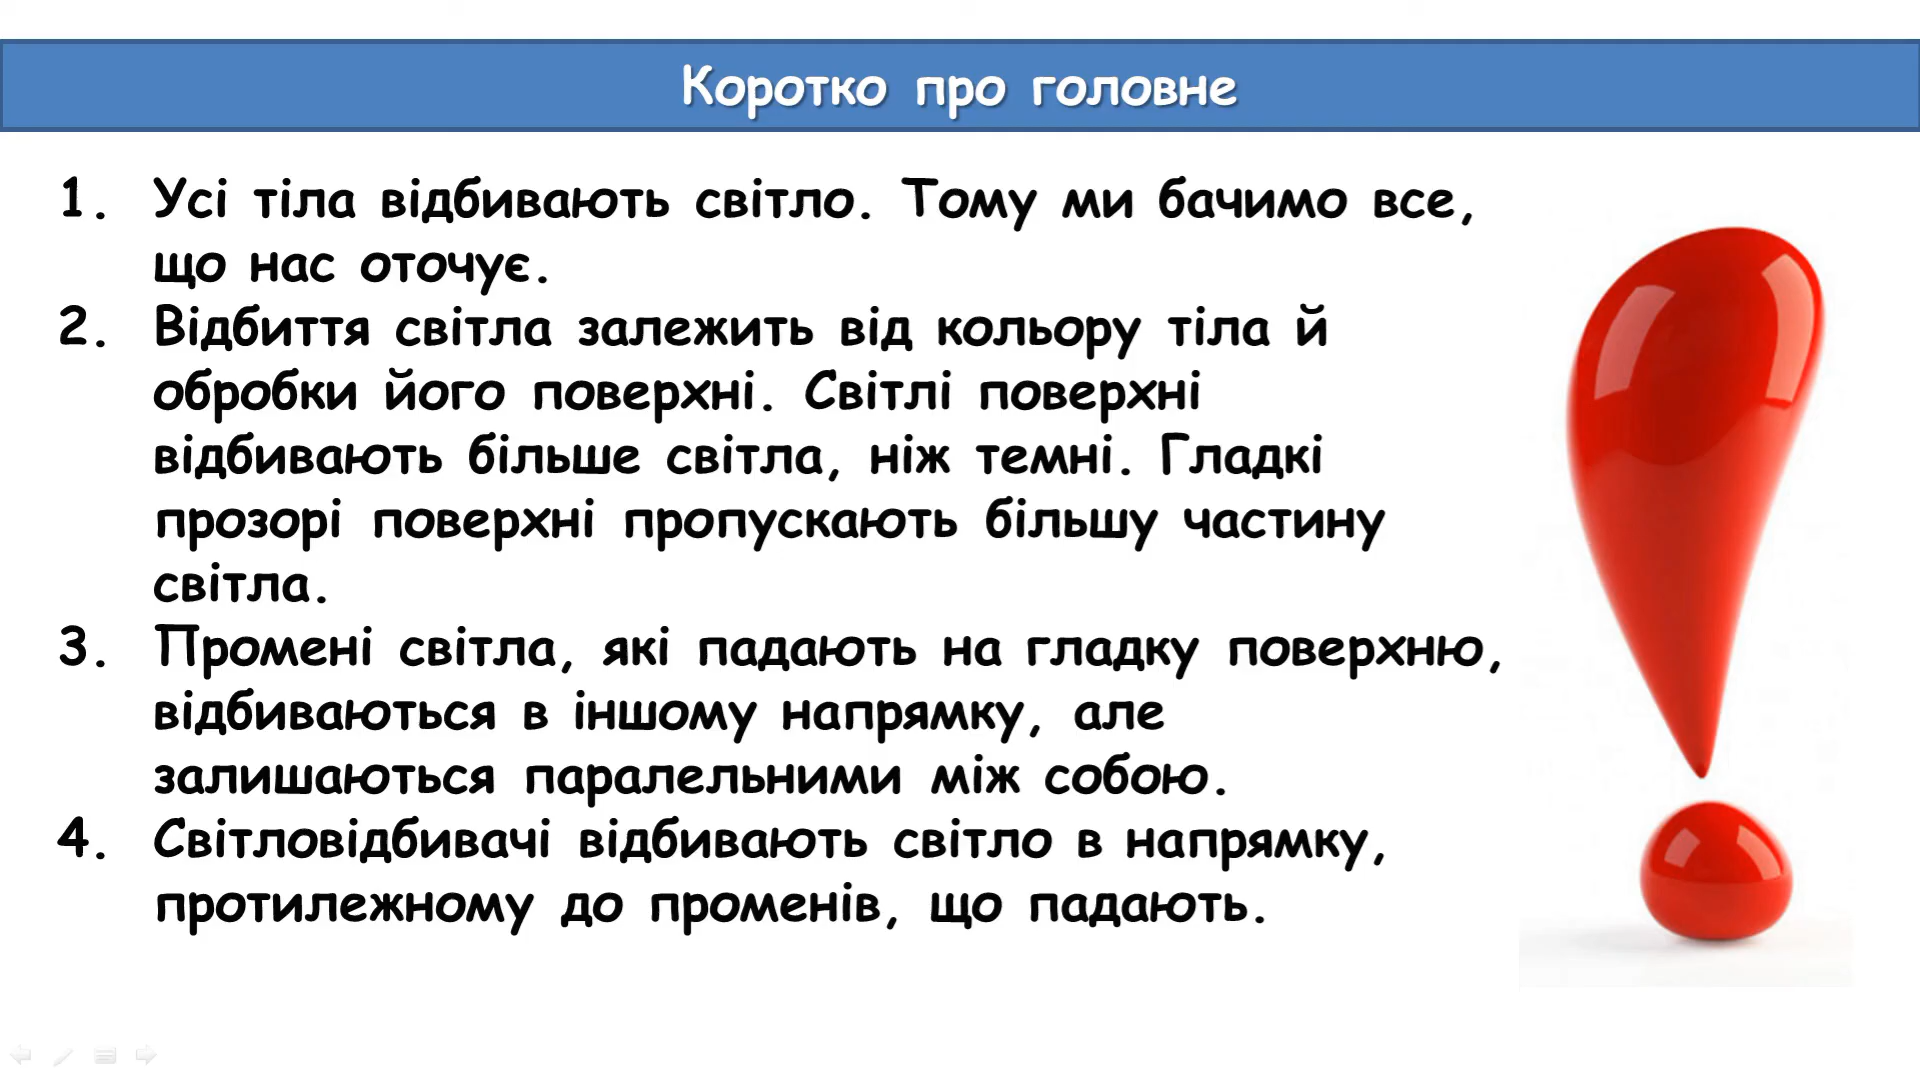 Коротко про головне
1. Усі тіла відбивають світло. Тому ми бачимо все,
що нас оточує.
2. Відбиття світла залежить від кольору тіла й
обробки його поверхні. Світлі поверхні
відбивають більше світла, ніж темні. Гладкі
прозорі поверхні пропускають більшу частину
світла.
3. Промені світла, які падають на гладку поверхню,
відбиваються в іншому напрямку, але
залишаються паралельними між собою.
4. Світловідбивачі відбивають світло в напрямку,
протилежному до променів, що падають.